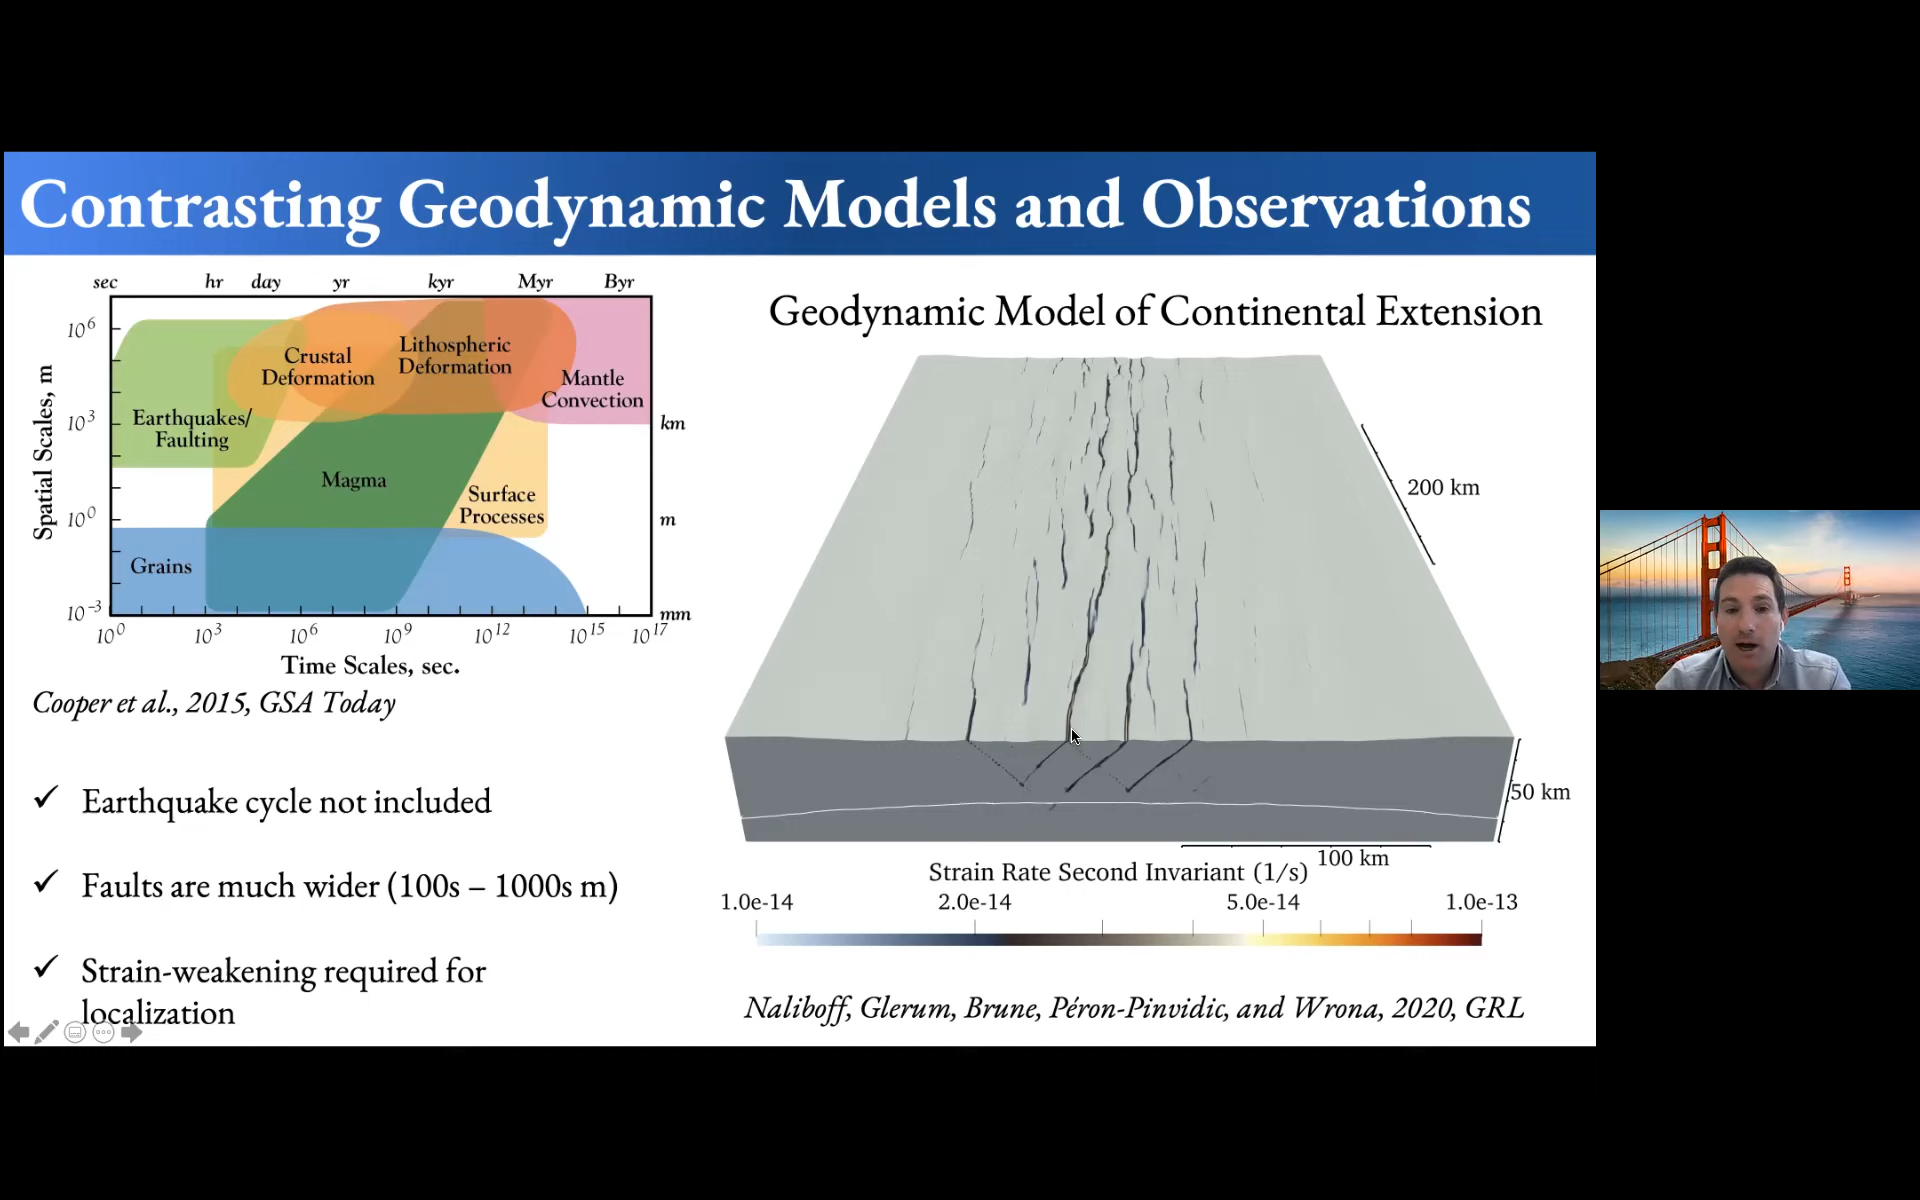 Contrasting Geodynamic Models and Observations
sec hr day yr kyr Myr Byr
10^6
10^3
10^0
10^-3
Spatial Scales, m
Crustal
Deformation
Lithospheric
Deformation
Mantle
Convection
Earthquakes/
Faulting
Magma
Surface
Processes
Grains
km
m
mm
10^0 10^3 10^6 10^9 10^12 10^15 10^17
Time Scales, sec.
Cooper et al., 2015, GSA Today
✓ Earthquake cycle not included
✓ Faults are much wider (100s – 1000s m)
✓ Strain-weakening required for
localization
Geodynamic Model of Continental Extension
200 km
50 km
100 km
Strain Rate Second Invariant (1/s)
1.0e-14 2.0e-14 5.0e-14 1.0e-13
Naliboff, Glerum, Brune, Péron-Pinvidic, and Wrona, 2020, GRL